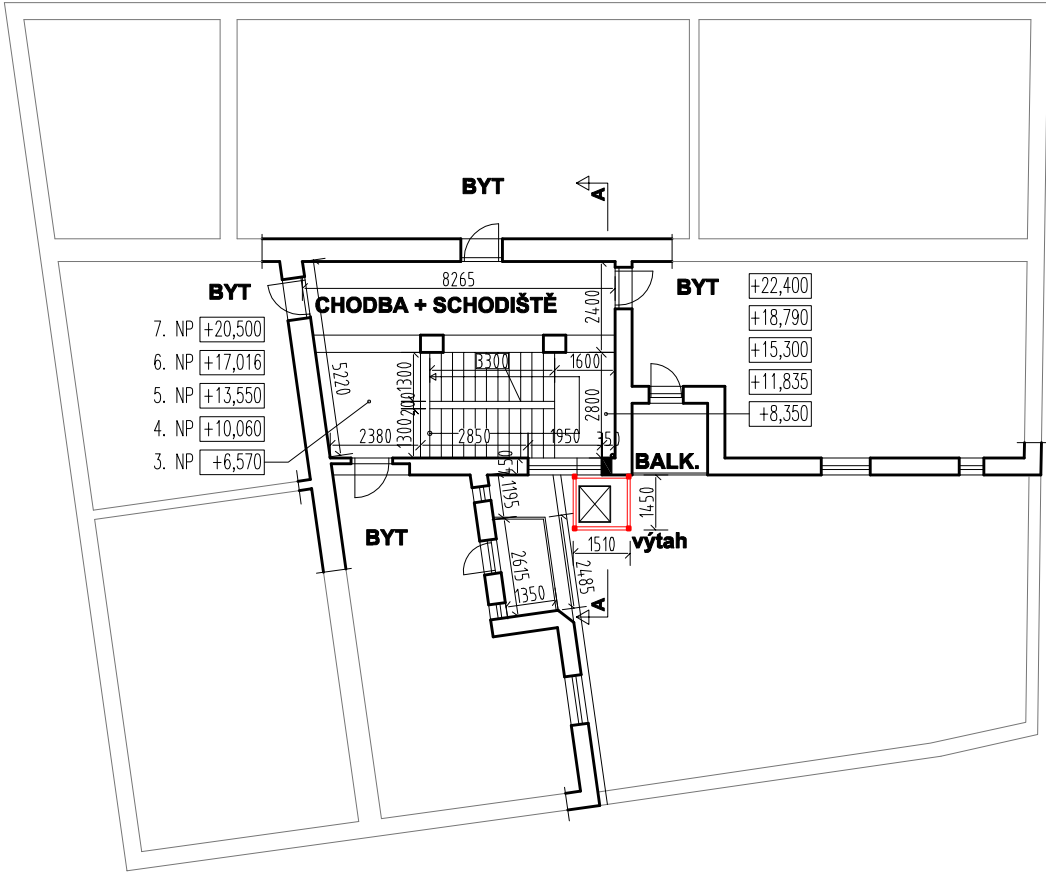 BYT
A
8265
BYT
BYT
+22,400
CHODBA + SCHODIŠTĚ
2400
7. NP +20,500
+18,790
6. NP +17,016
3300
1600
+15,300
5. NP +13,550
5220
1300
200
2800
+11,835
4. NP +10,060
1300
2380
2850
1950
350
+8,350
3. NP +6,570
450
BALK.
1195
1450
BYT
1510
výtah
2615
2485
1350
A